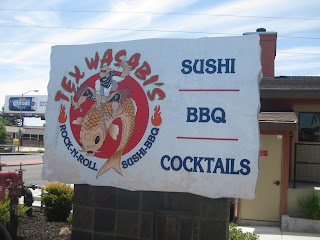 TEX WASABI'S
ROCK-N-ROLL SUSHI-BBQ
SUSHI
BBQ
COCKTAILS